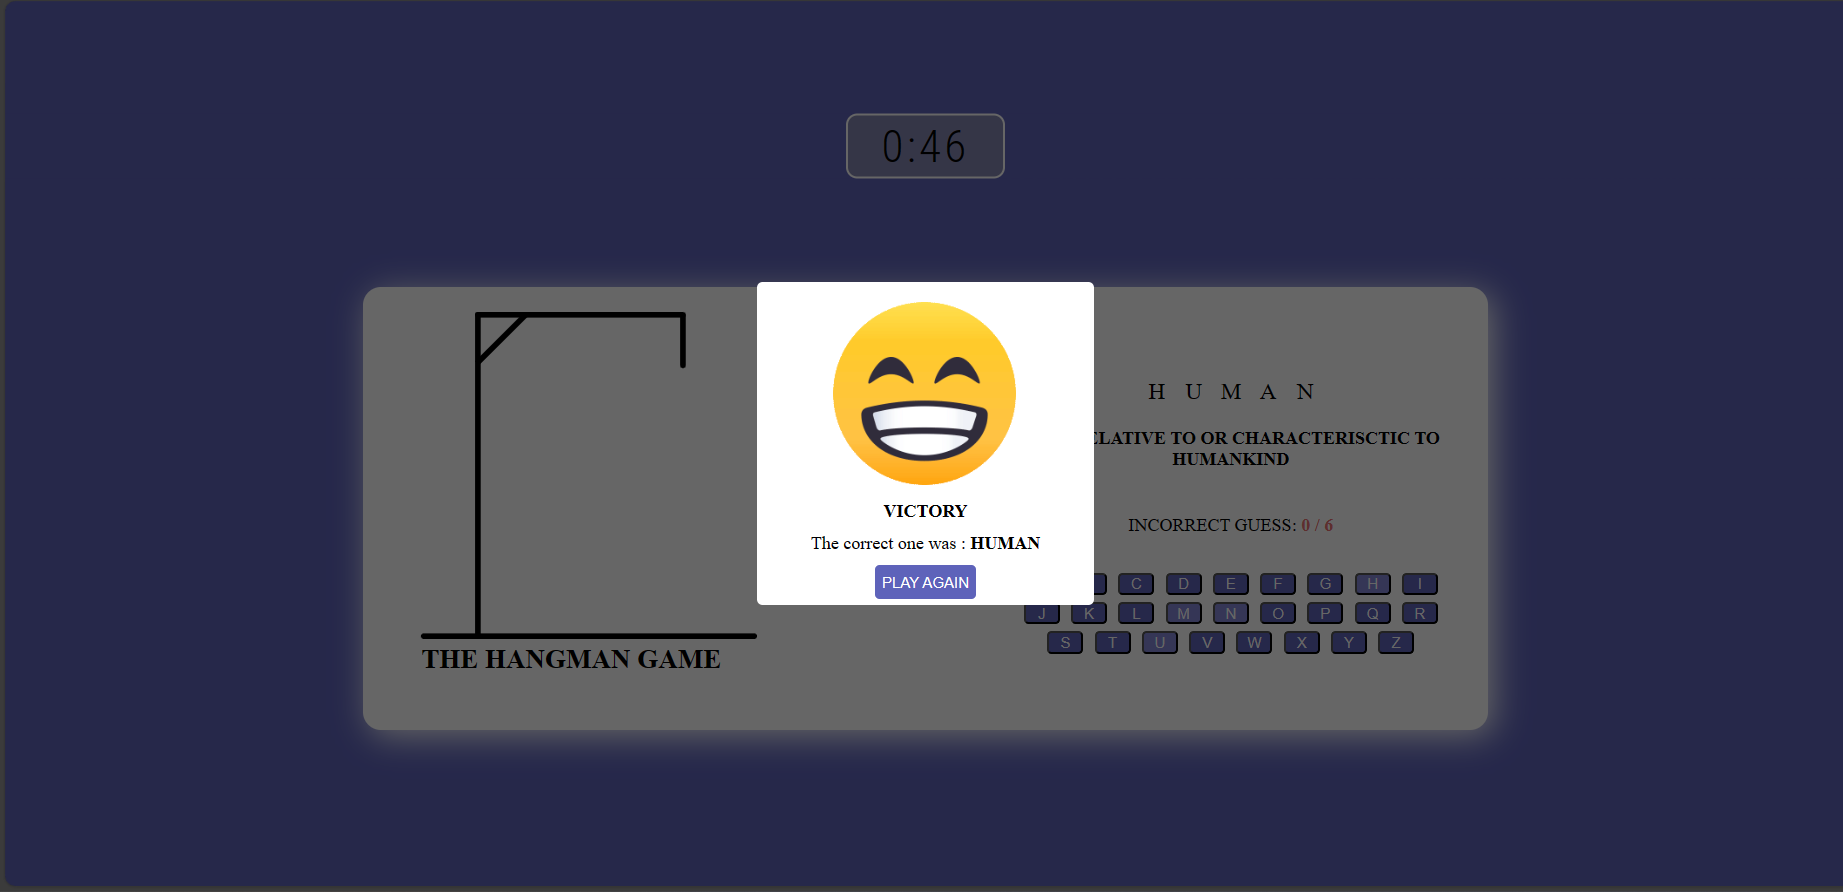 0:46
H U M A N
TO OR CHARACTERISCTIC TO
HUMANKIND
INCORRECT GUESS: 0 / 6
VICTORY
The correct one was : HUMAN
PLAY AGAIN
C D E F G H I
J K L M N O P Q R
S T U V W X Y Z
THE HANGMAN GAME